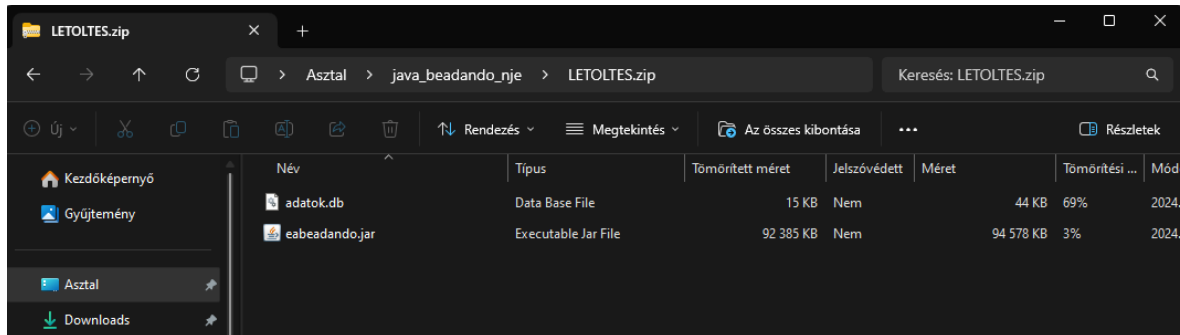 LETOLTES.zip
Asztal > java_beadando_nje > LETOLTES.zip
Keresés: LETOLTES.zip
Új
Rendezés
Megtekintés
Az összes kibontása
Részletek
Név Típus Tömörített méret Jelszóvédett Méret Tömörítési ... Mód
Kezdőképernyő
Gyűjtemény
Asztal
Downloads
adatok.db Data Base File 15 KB Nem 44 KB 69% 2024.
eabeadando.jar Executable Jar File 92 385 KB Nem 94 578 KB 3% 2024.